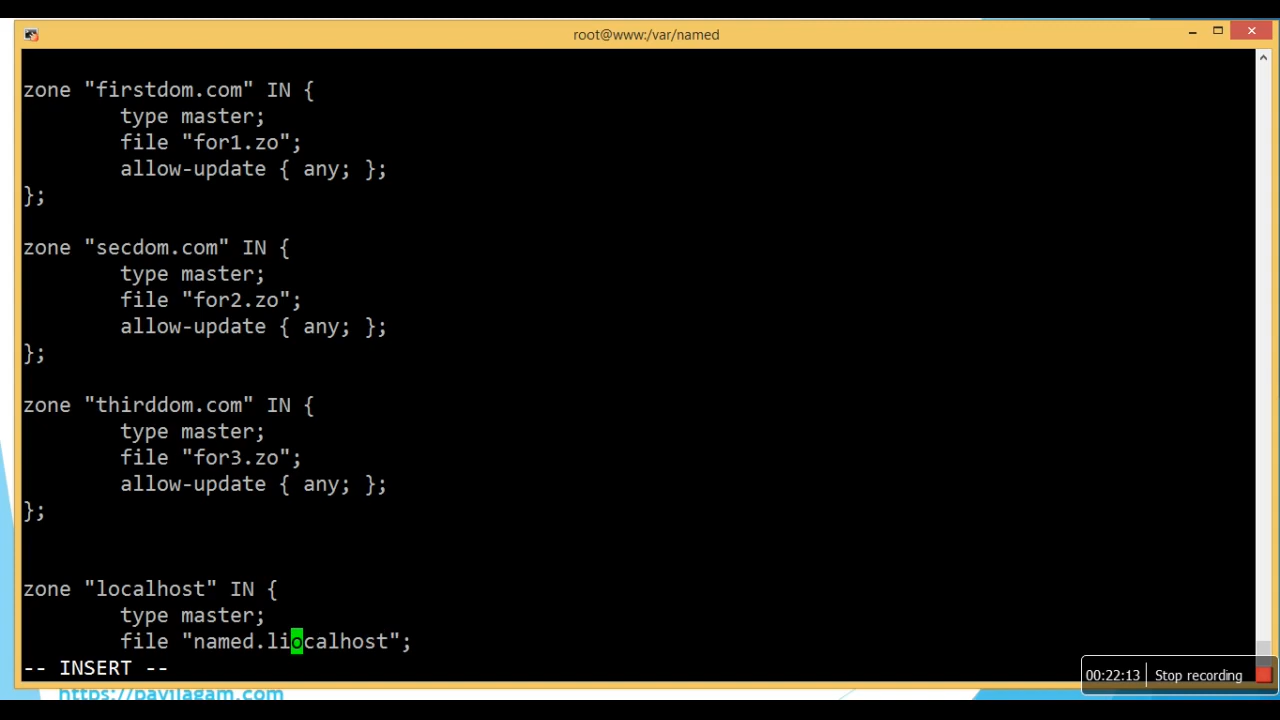 root@www:/var/named
zone "firstdom.com" IN {
type master;
file "for1.zo";
allow-update { any; };
};
zone "secdom.com" IN {
type master;
file "for2.zo";
allow-update { any; };
};
zone "thirddom.com" IN {
type master;
file "for3.zo";
allow-update { any; };
};
zone "localhost" IN {
type master;
file "named.liocalhost";
-- INSERT --
00:22:13 Stop recording
https://payilagam.com